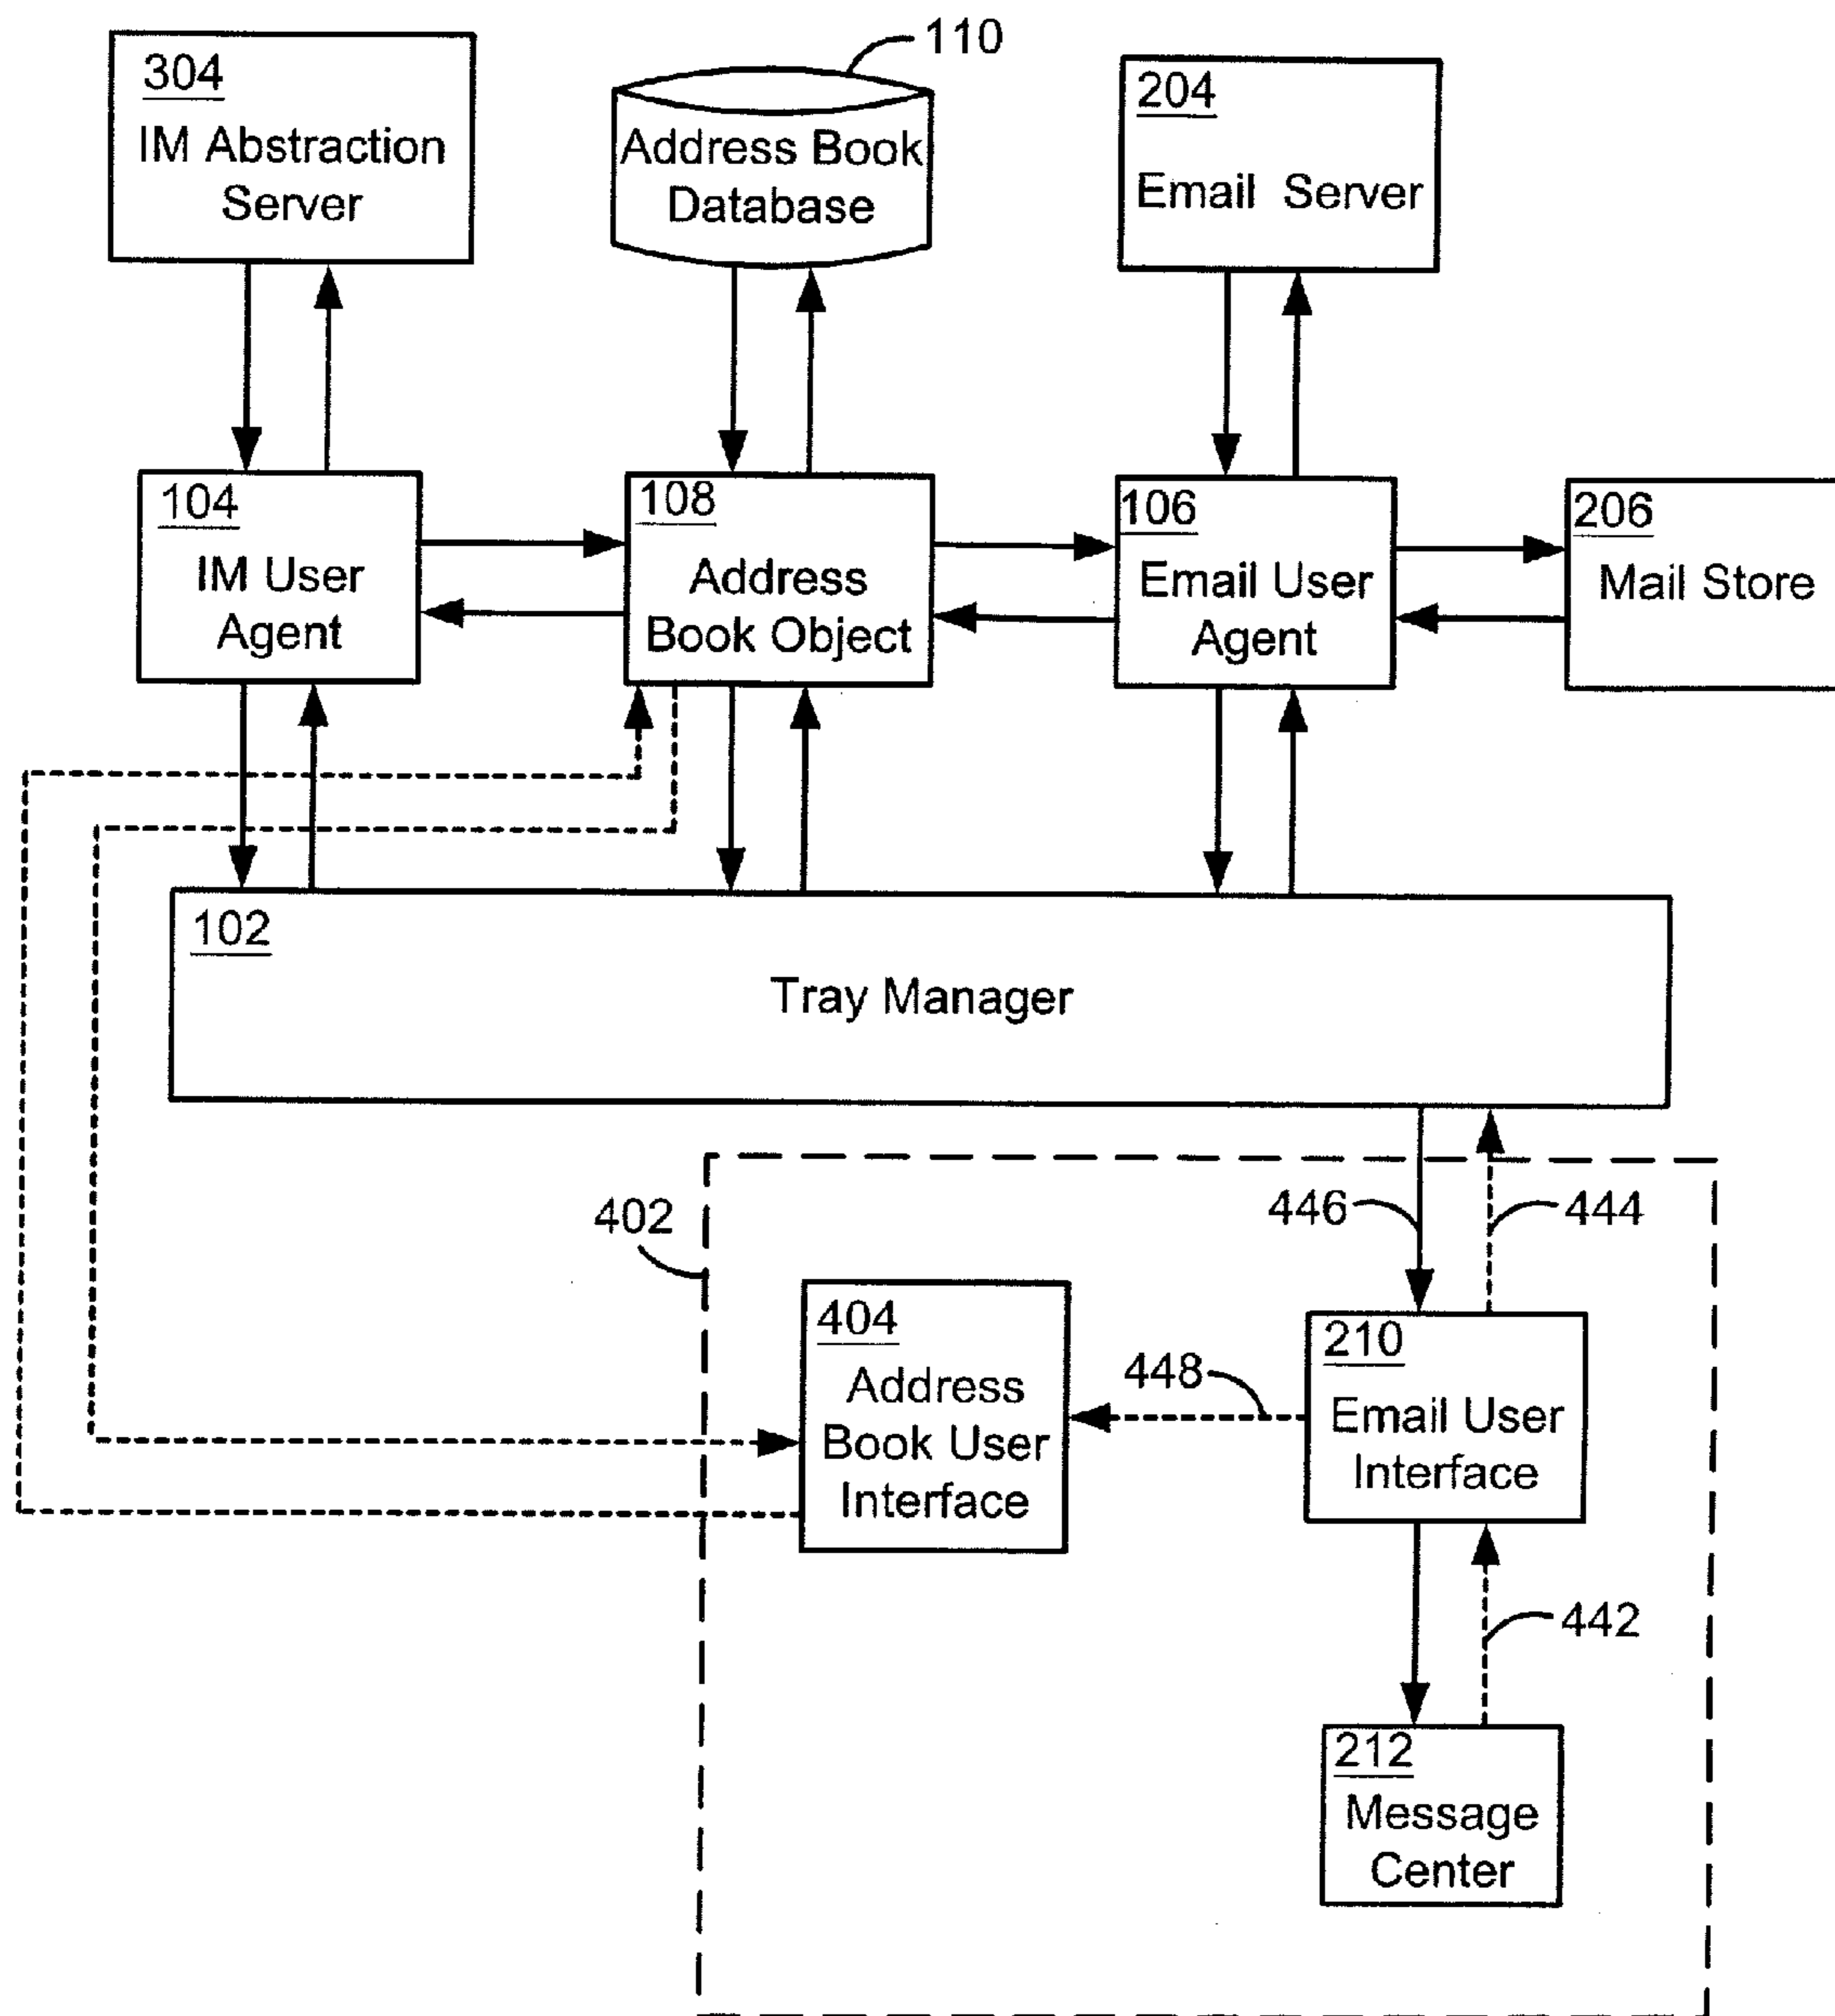 304
IM Abstraction
Server
110
Address Book
Database
204
Email Server
104
IM User
Agent
108
Address
Book Object
106
Email User
Agent
206
Mail Store
102
Tray Manager
402
446
444
404
Address
Book User
Interface
448
210
Email User
Interface
442
212
Message
Center